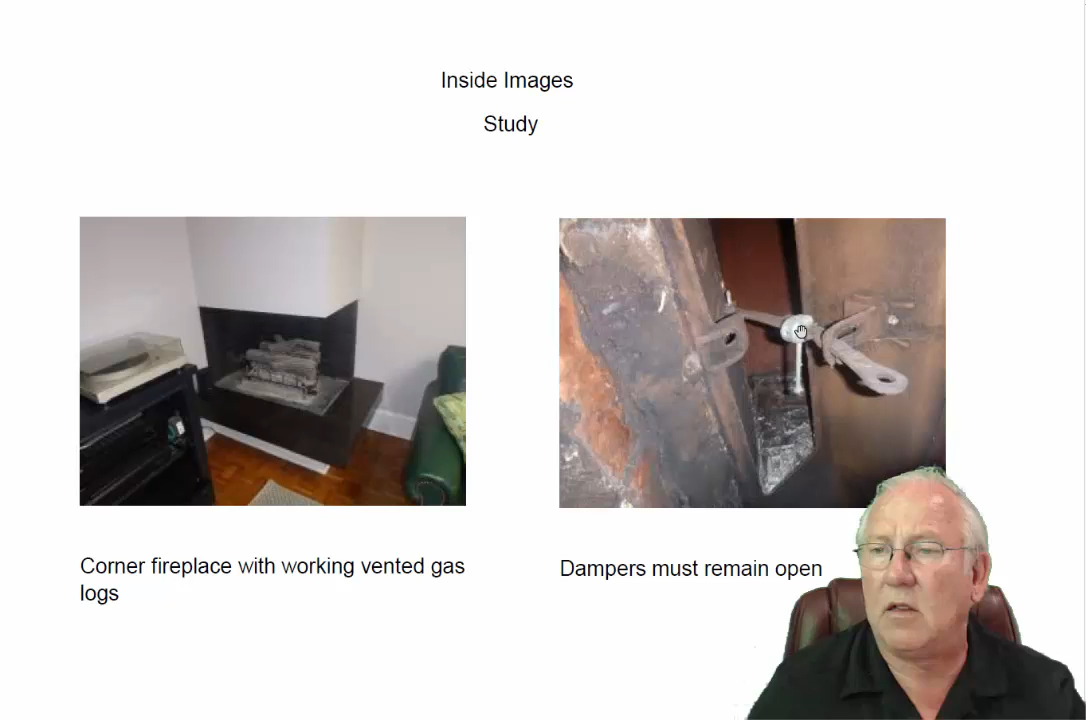 Inside Images
Study
Corner fireplace with working vented gas
logs
Dampers must remain open